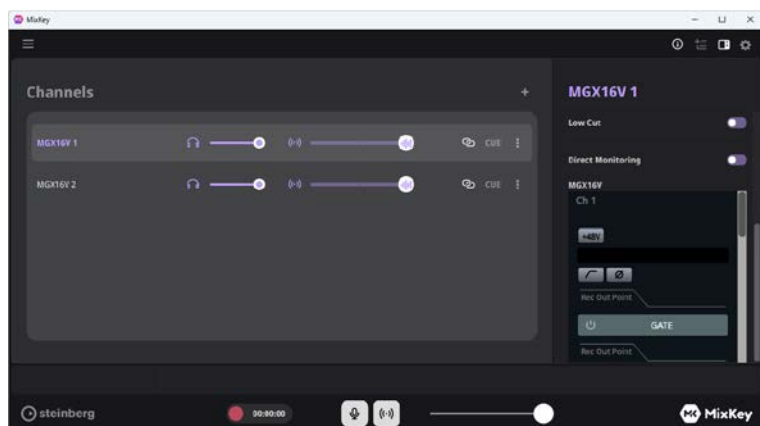 MixKey
Channels
+
MGX16V 1
MGX16V 1
CUE
Low Cut
Direct Monitoring
MGX16V 2
CUE
MGX16V
Ch 1
+48V
Rec Out Point
GATE
Rec Out Point
steinberg
00:00:00
MK MixKey